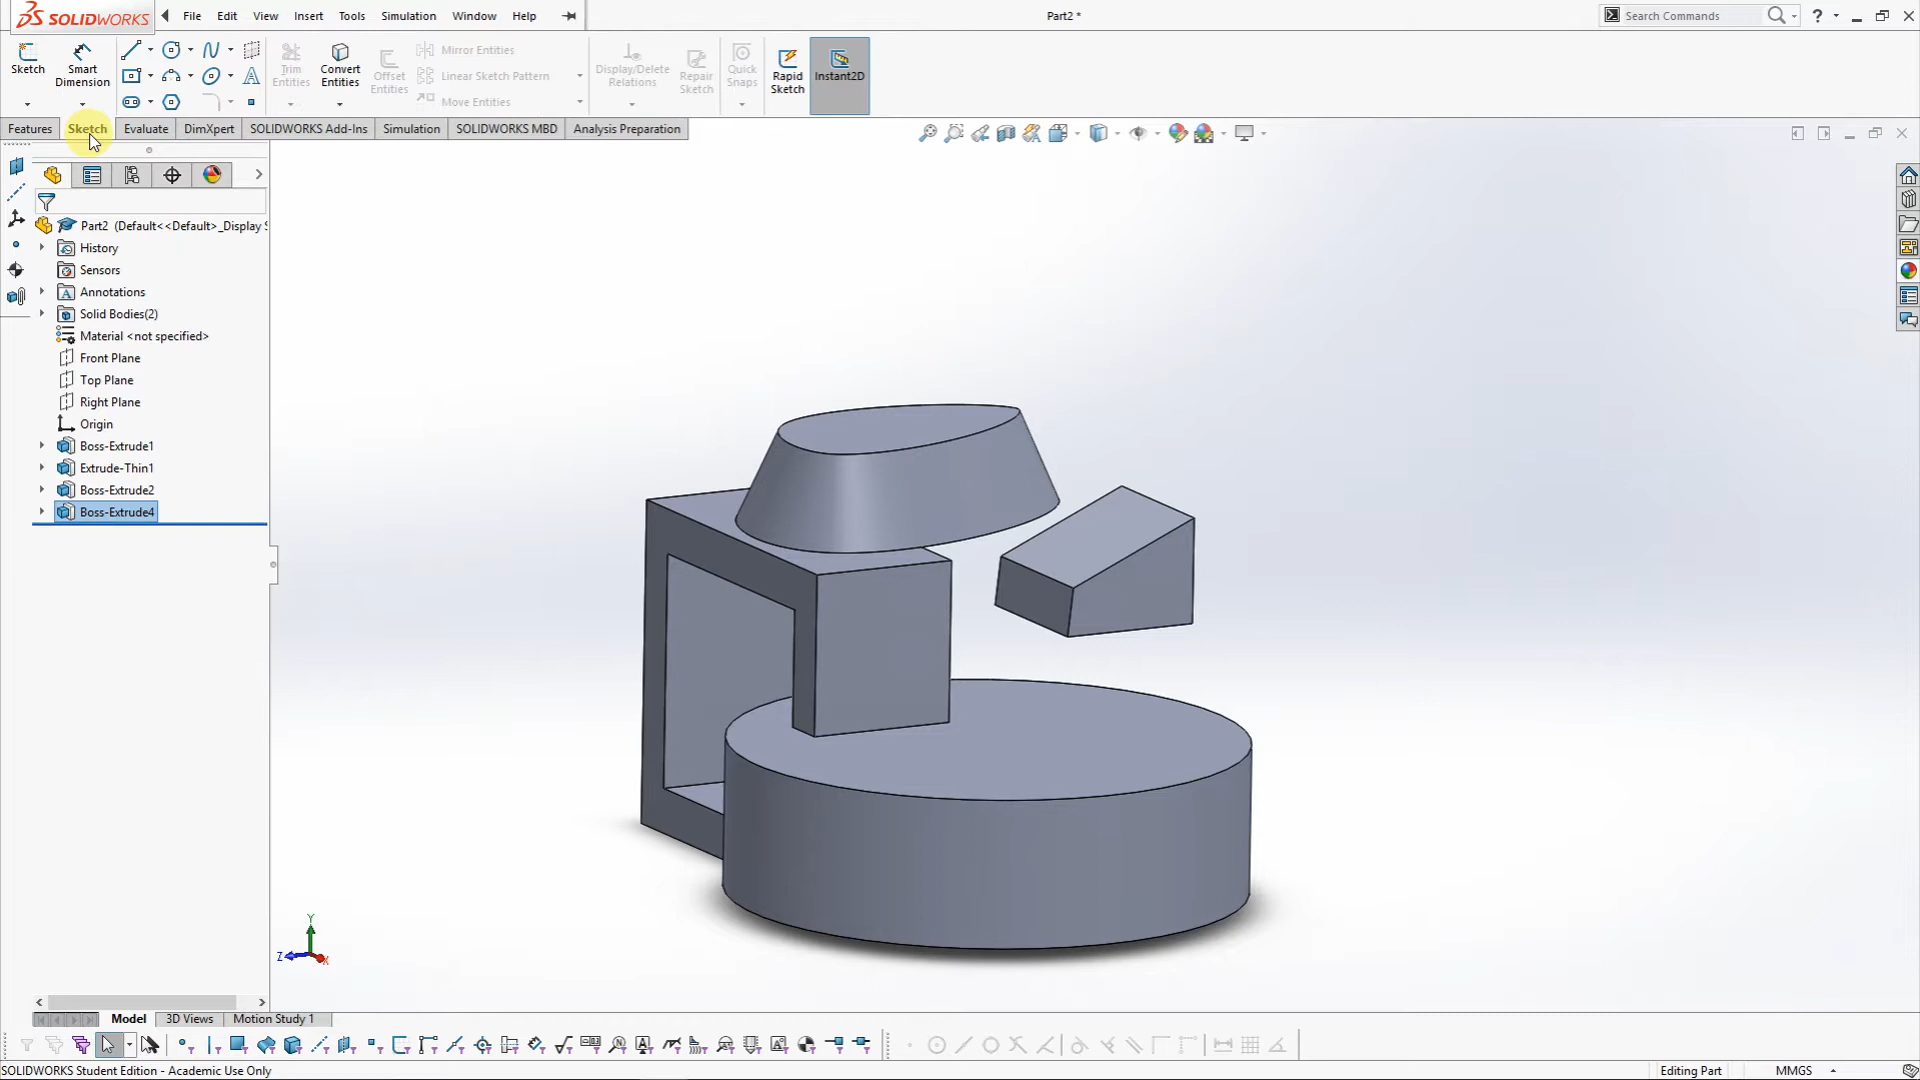 SOLIDWORKS File Edit View Insert Tools Simulation Window Help Part2 * Search Commands ?
Sketch Smart Dimension Trim Entities Convert Entities Offset Entities Mirror Entities Display/Delete Relations Repair Sketch Quick Snaps Rapid Sketch Instant2D
Linear Sketch Pattern
Move Entities
Features Sketch Evaluate DimXpert SOLIDWORKS Add-Ins Simulation SOLIDWORKS MBD Analysis Preparation
Part2 (Default<<Default>_Display S
History
Sensors
Annotations
Solid Bodies(2)
Material <not specified>
Front Plane
Top Plane
Right Plane
Origin
Boss-Extrude1
Extrude-Thin1
Boss-Extrude2
Boss-Extrude4
Y
Z
X
Model 3D Views Motion Study 1
SOLIDWORKS Student Edition - Academic Use Only Editing Part MMGS